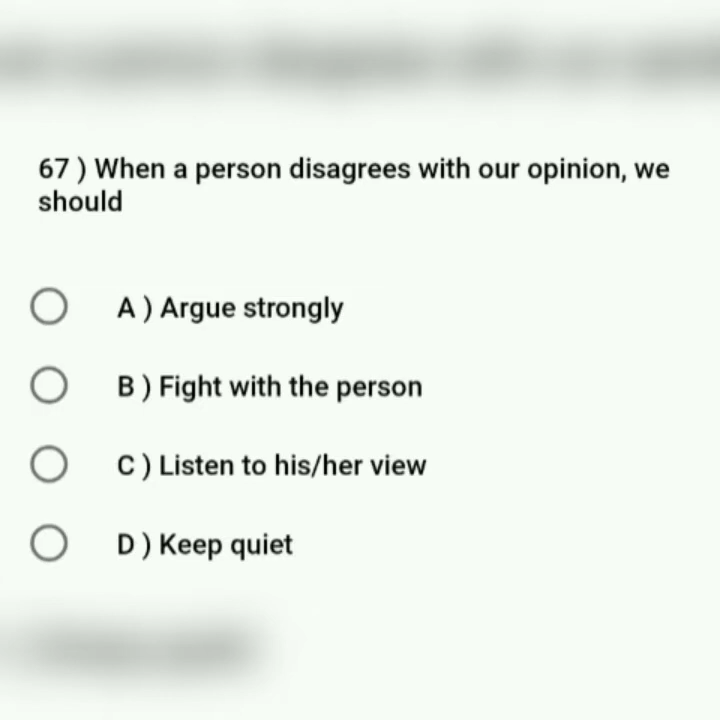 67 ) When a person disagrees with our opinion, we
should
A ) Argue strongly
B ) Fight with the person
C ) Listen to his/her view
D ) Keep quiet